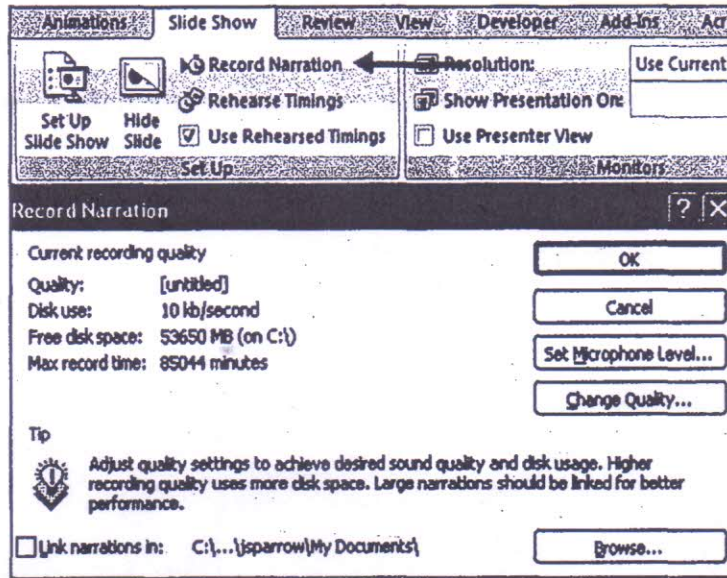 Animations Slide Show Review View Developer Add-Ins Ac
Record Narration
Rehearse Timings
Use Rehearsed Timings
Set Up
Slide Show
Hide
Slide
Set Up
Resolution: Use Current
Show Presentation On:
Use Presenter View
Monitors
Record Narration
Current recording quality
Quality: [untitled]
Disk use: 10 kb/second
Free disk space: 53650 MB (on C:\)
Max record time: 85044 minutes
OK
Cancel
Set Microphone Level...
Change Quality...
Tip
Adjust quality settings to achieve desired sound quality and disk usage. Higher
recording quality uses more disk space. Large narrations should be linked for better
performance.
Link narrations in: C:\...\jsparrow\My Documents\
Browse...